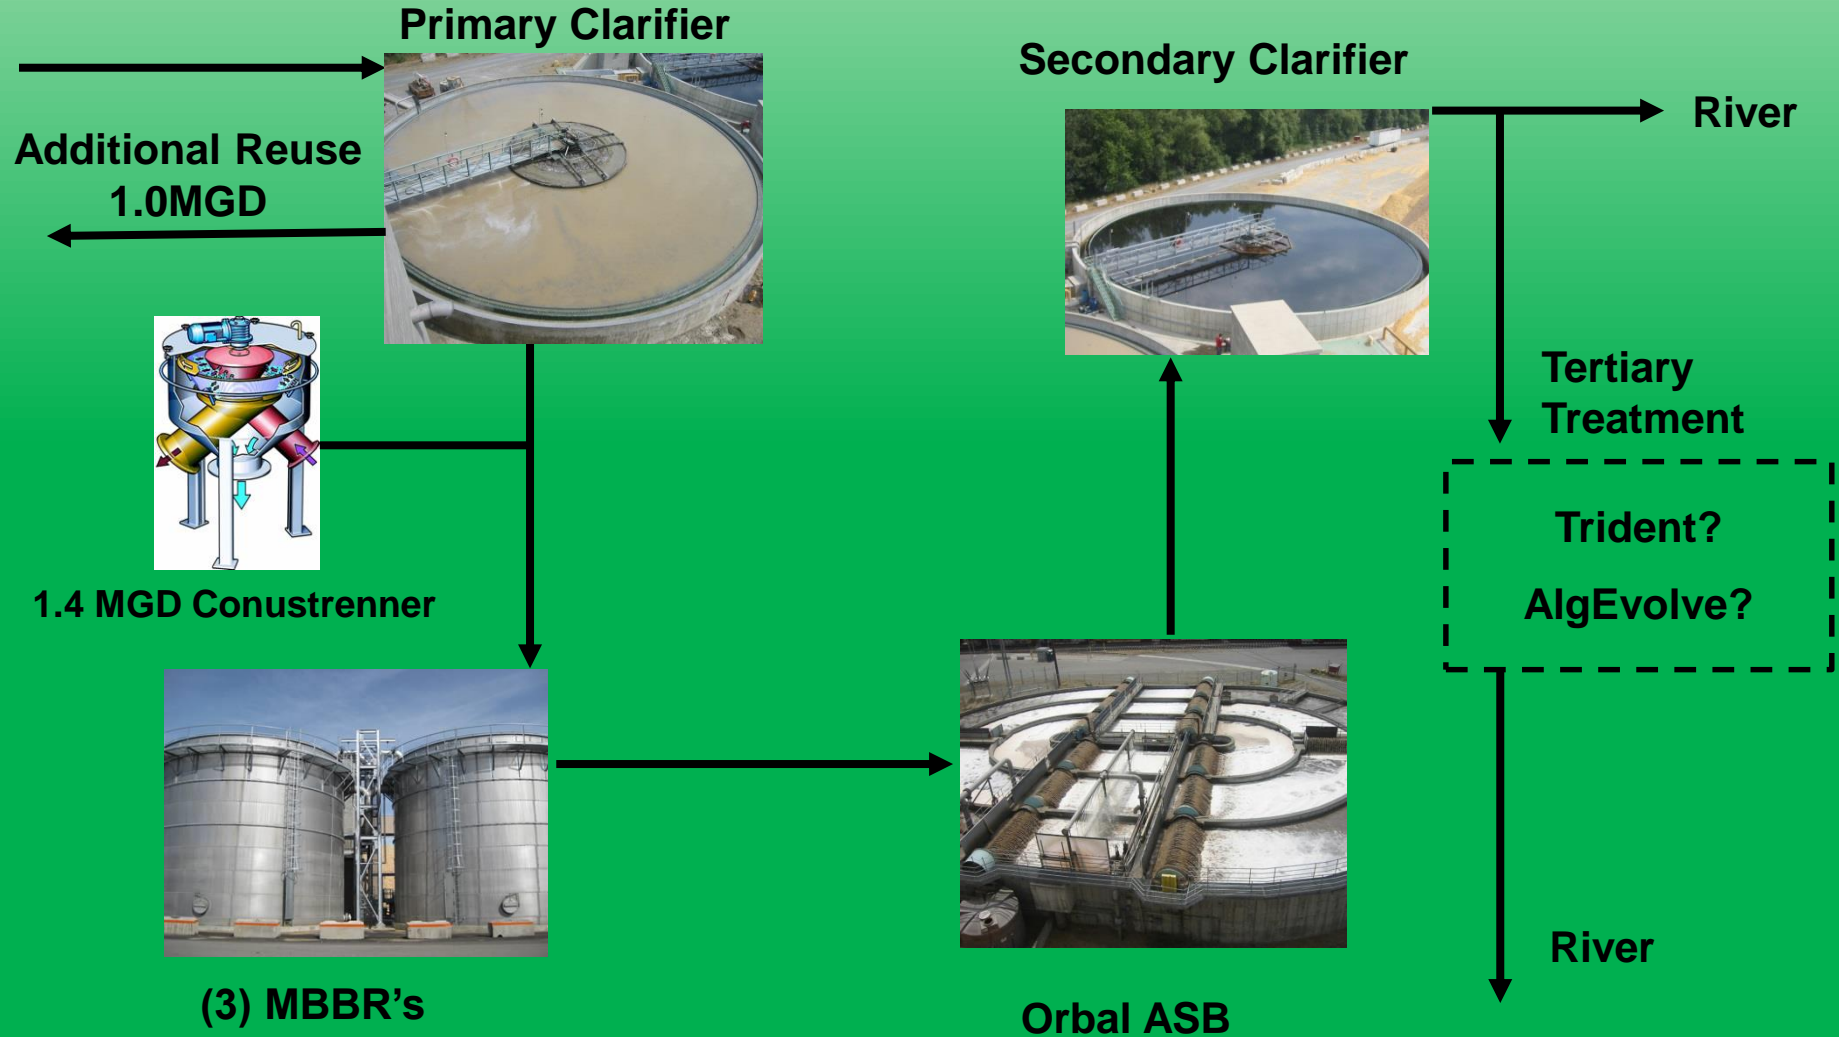 Primary Clarifier
Secondary Clarifier
River
Additional Reuse
1.0MGD
Tertiary
Treatment
Trident?
AlgEvolve?
1.4 MGD Conustrenner
River
(3) MBBR's
Orbal ASB